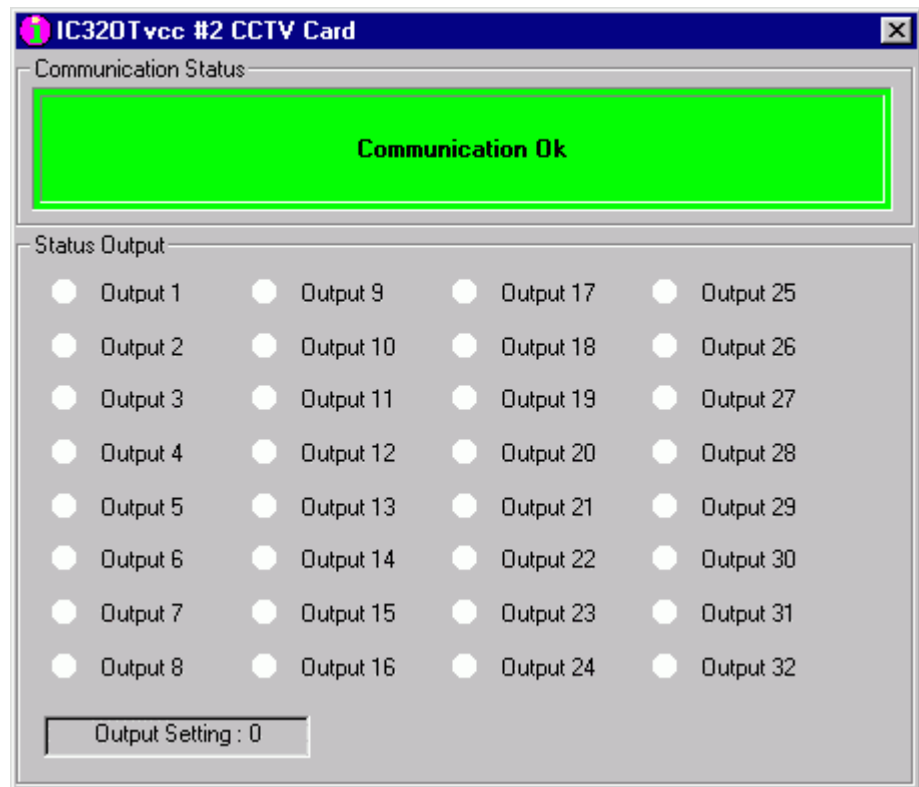 IC32OTvcc #2 CCTV Card
Communication Status
Communication Ok
Status Output
Output 1 Output 9 Output 17 Output 25
Output 2 Output 10 Output 18 Output 26
Output 3 Output 11 Output 19 Output 27
Output 4 Output 12 Output 20 Output 28
Output 5 Output 13 Output 21 Output 29
Output 6 Output 14 Output 22 Output 30
Output 7 Output 15 Output 23 Output 31
Output 8 Output 16 Output 24 Output 32
Output Setting : 0